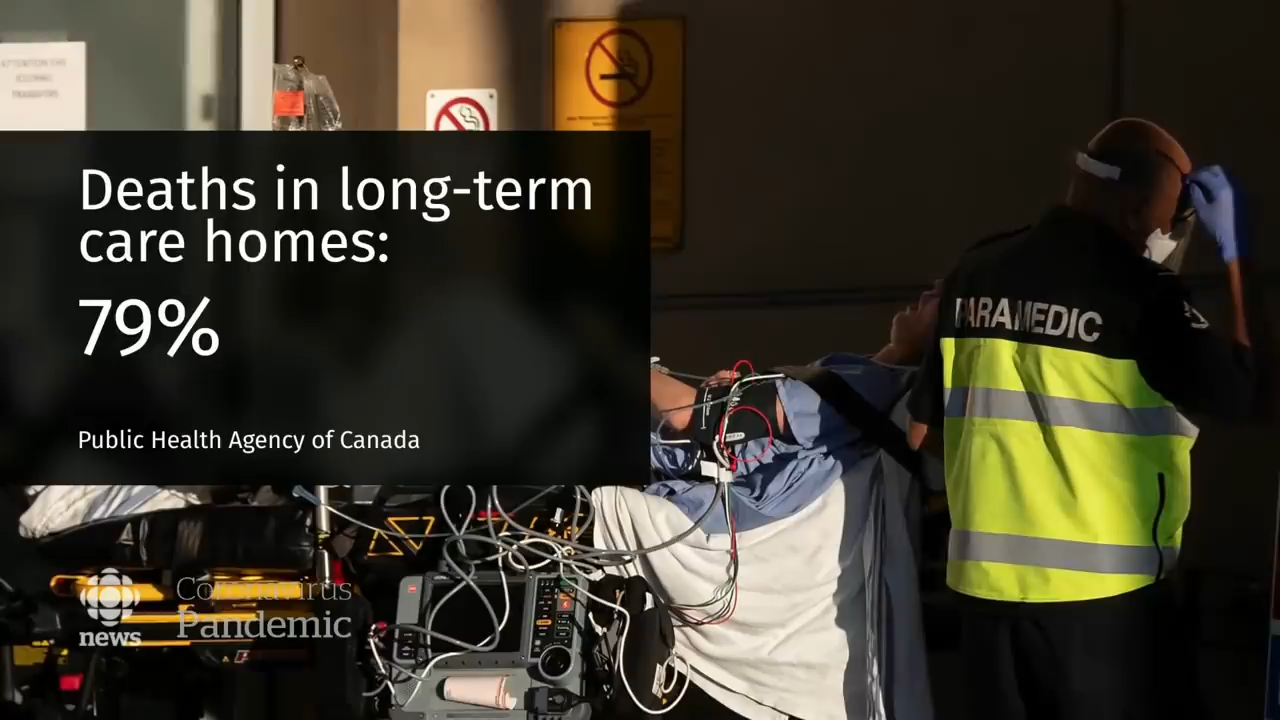 Deaths in long-term
care homes:
79%
Public Health Agency of Canada
PARAMEDIC
Coronavirus
Pandemic
news